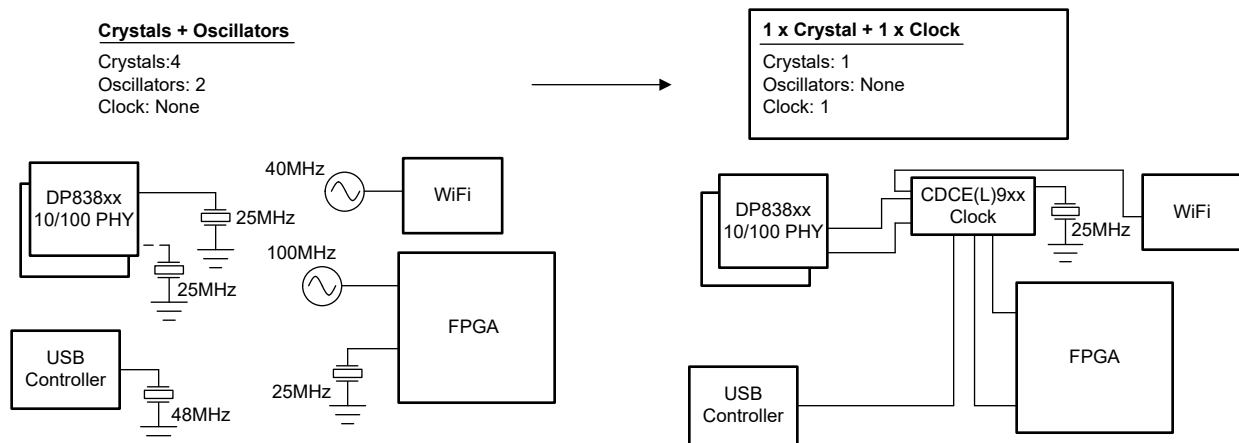 Crystals + Oscillators
Crystals:4
Oscillators: 2
Clock: None
1 x Crystal + 1 x Clock
Crystals: 1
Oscillators: None
Clock: 1
DP838xx
10/100 PHY
25MHz
25MHz
USB
Controller
48MHz
40MHz
WiFi
100MHz
FPGA
25MHz
DP838xx
10/100 PHY
CDCE(L)9xx
Clock
25MHz
WiFi
FPGA
USB
Controller